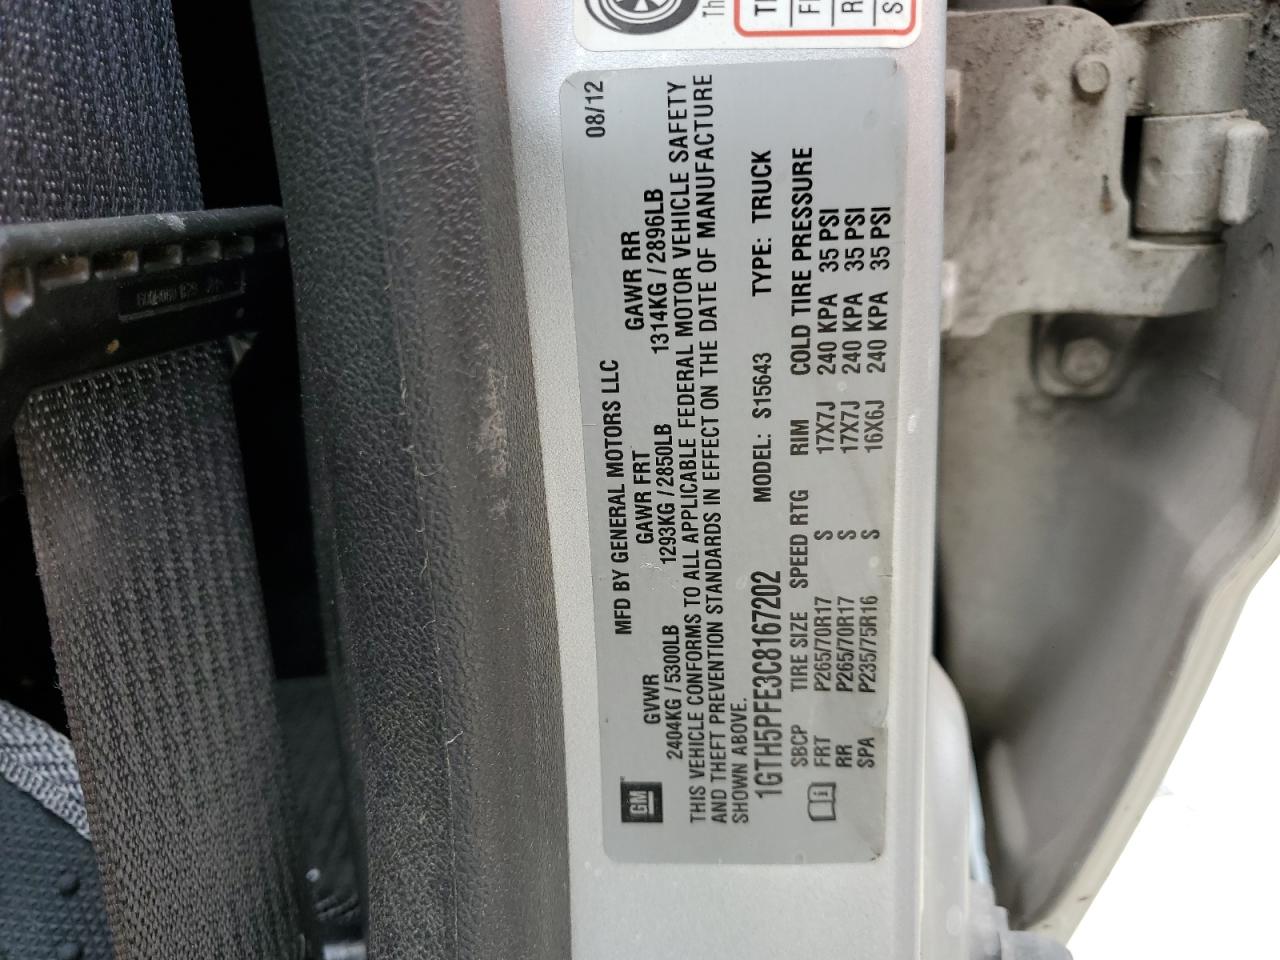 MFD BY GENERAL MOTORS LLC 08/12
GM
GVWR GAWR FRT GAWR RR
2404KG / 5300LB 1293KG / 2850LB 1314KG / 2896LB
THIS VEHICLE CONFORMS TO ALL APPLICABLE FEDERAL MOTOR VEHICLE SAFETY
AND THEFT PREVENTION STANDARDS IN EFFECT ON THE DATE OF MANUFACTURE
SHOWN ABOVE.
1GTH5PFE3C8167202 MODEL: S15643 TYPE: TRUCK
SBCP TIRE SIZE SPEED RTG RIM COLD TIRE PRESSURE
FRT P265/70R17 S 17X7J 240 KPA 35 PSI
RR P265/70R17 S 17X7J 240 KPA 35 PSI
SPA P235/75R16 S 16X6J 240 KPA 35 PSI